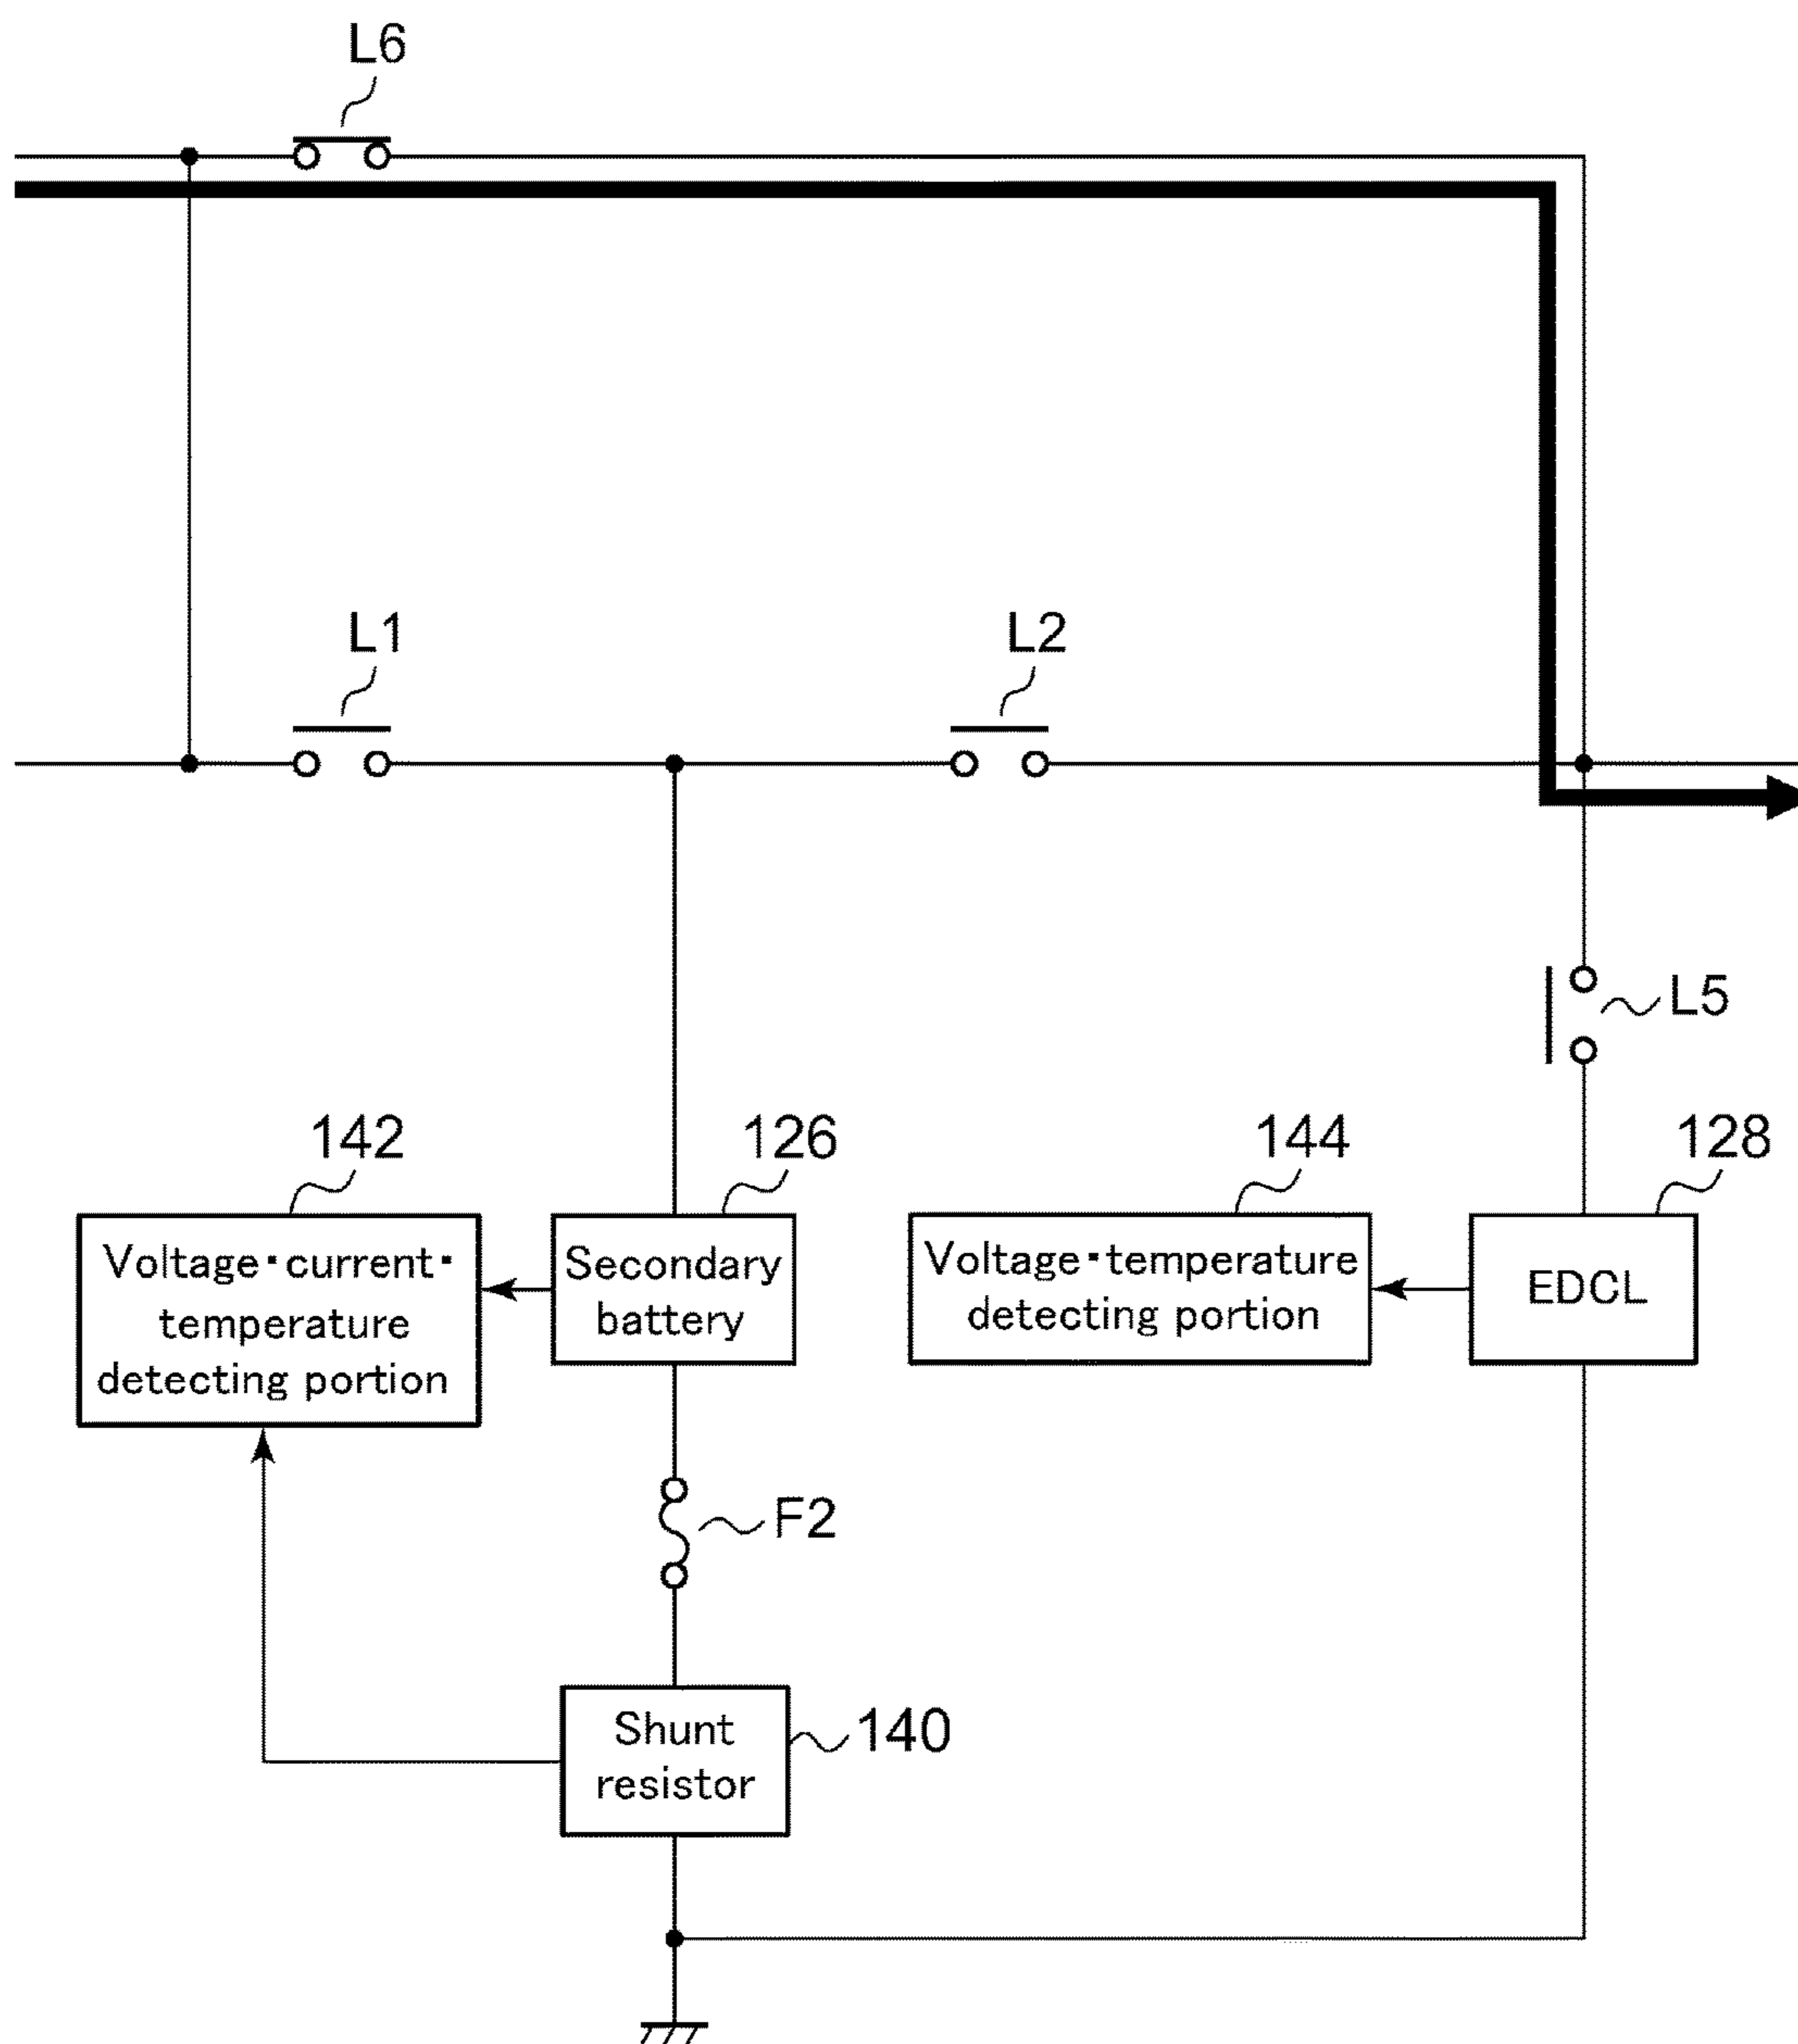 L6
L1
L2
L5
142
126
144
128
Voltage・current・
temperature
detecting portion
Secondary
battery
Voltage・temperature
detecting portion
EDCL
F2
Shunt
resistor
140